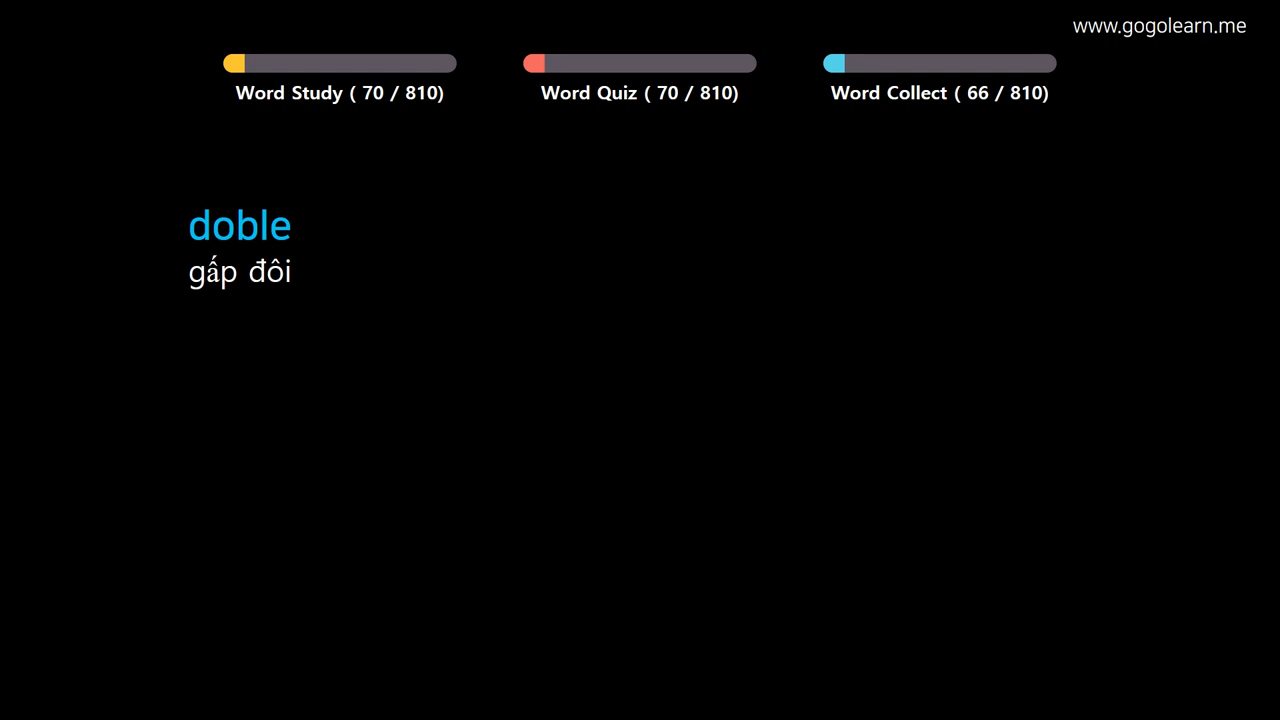 www.gogolearn.me
Word Study ( 70 / 810)
Word Quiz ( 70 / 810)
Word Collect ( 66 / 810)
doble
gấp đôi